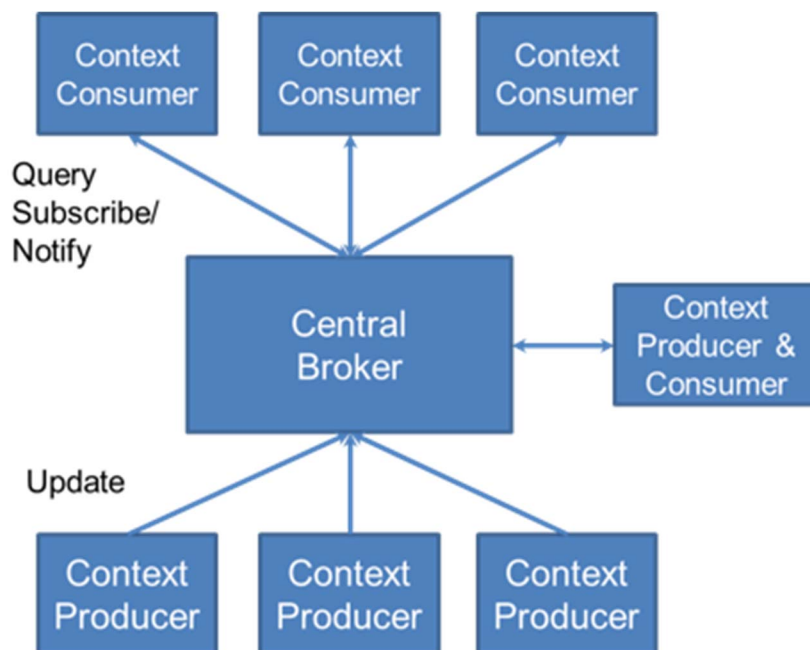 Context
Consumer
Context
Consumer
Context
Consumer
Query
Subscribe/
Notify
Central
Broker
Context
Producer & 
Consumer
Update
Context
Producer
Context
Producer
Context
Producer